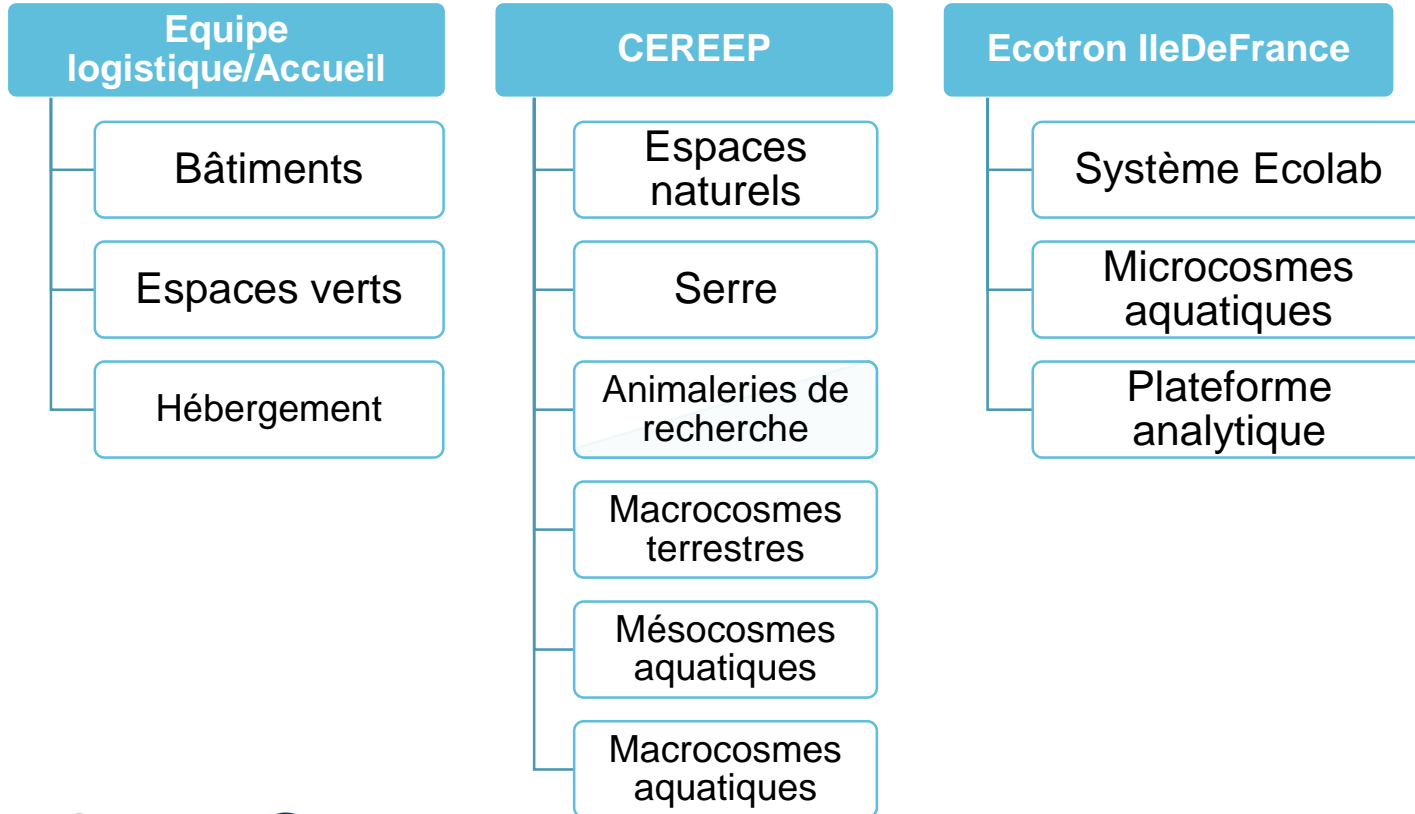 Equipe
logistique/Accueil
Bâtiments
Espaces verts
Hébergement
CEREEP
Espaces
naturels
Serre
Animaleries de
recherche
Macrocosmes
terrestres
Mésocosmes
aquatiques
Macrocosmes
aquatiques
Ecotron IleDeFrance
Système Ecolab
Microcosmes
aquatiques
Plateforme
analytique